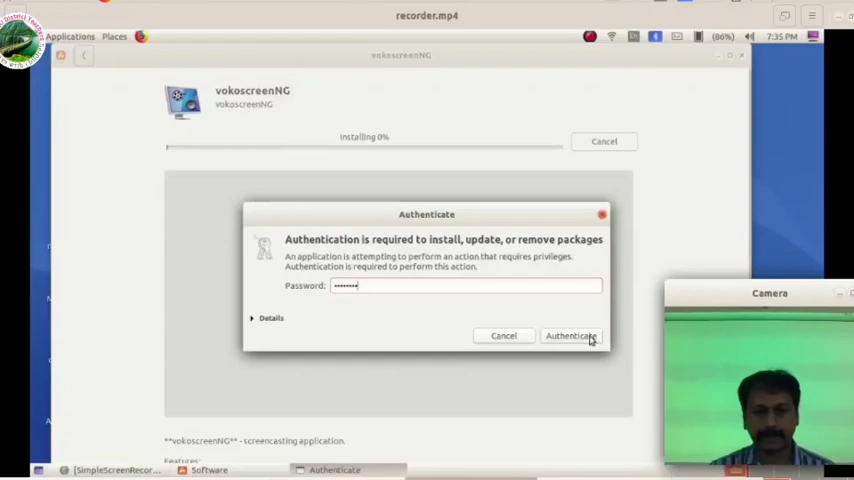 recorder.mp4
Applications Places (86%) 7:35 PM
vokoscreenNG
vokoscreenNG
vokoscreenNG
Installing 0%
Cancel
Authenticate
Authentication is required to install, update, or remove packages
An application is attempting to perform an action that requires privileges.
Authentication is required to perform this action.
Password: ••••••••
Details
Cancel Authenticate
Camera
**vokoscreenNG** - screencasting application.
Features:
[SimpleScreenRecor... Software Authenticate